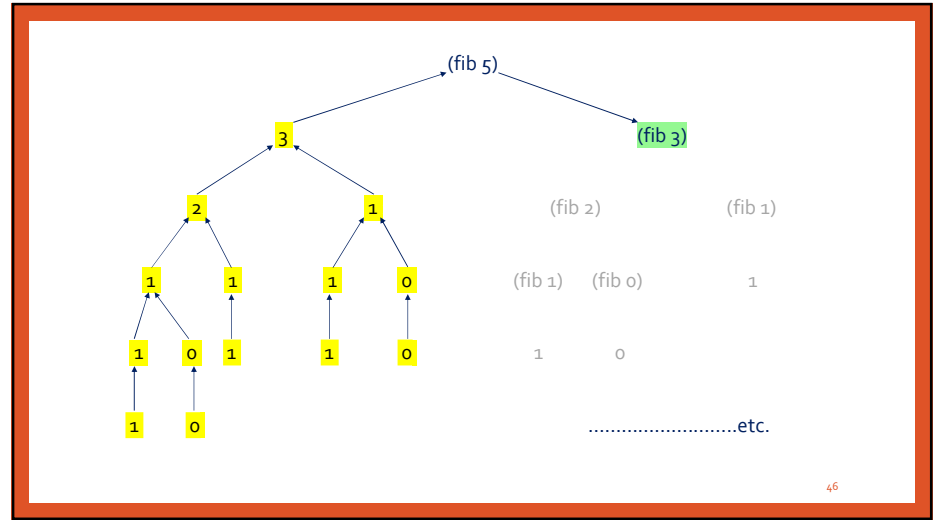 (fib 5)
3 (fib 3)
2 1 (fib 2) (fib 1)
1 1 1 0 (fib 1) (fib 0) 1
1 0 1 1 0 1 0
1 0 ...........................etc.
46